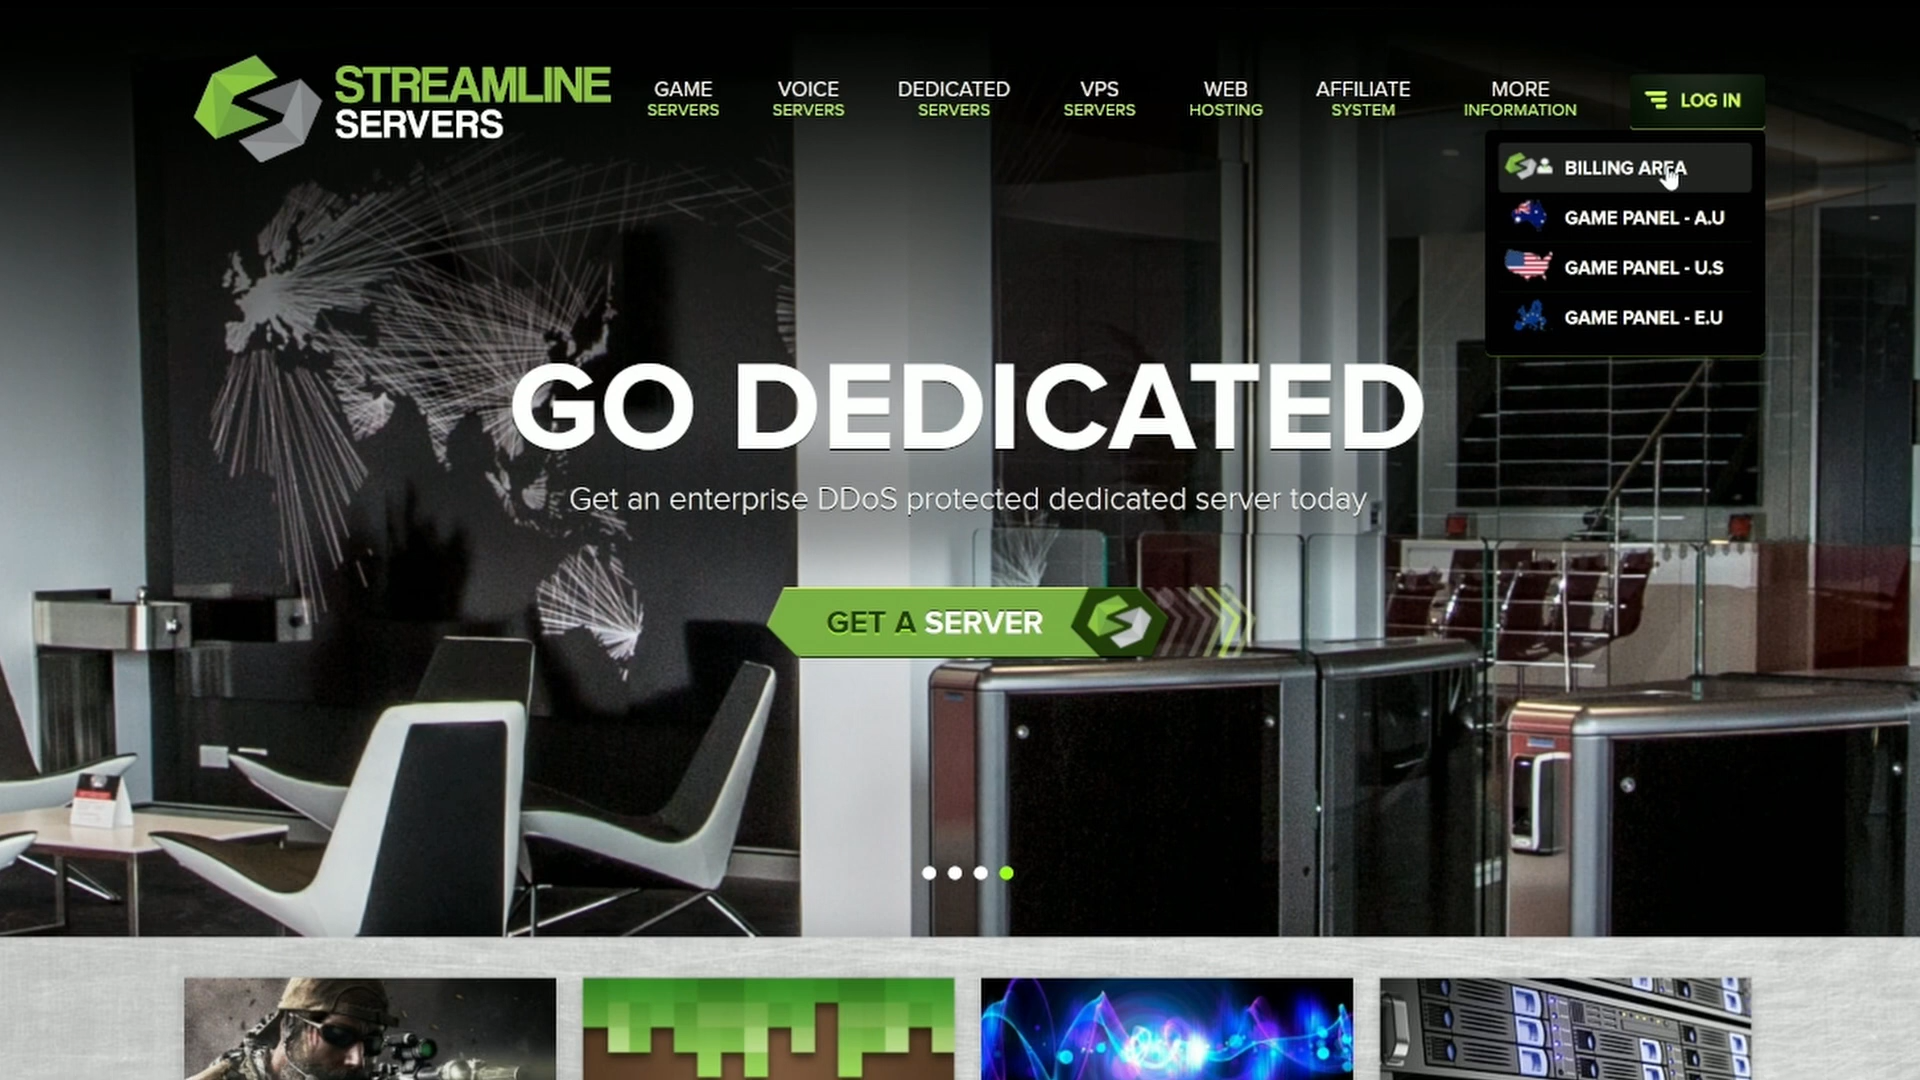 STREAMLINE
SERVERS
GAME
SERVERS
VOICE
SERVERS
DEDICATED
SERVERS
VPS
SERVERS
WEB
HOSTING
AFFILIATE
SYSTEM
MORE
INFORMATION
LOG IN
BILLING AREA
GAME PANEL - A.U
GAME PANEL - U.S
GAME PANEL - E.U
GO DEDICATED
Get an enterprise DDoS protected dedicated server today
GET A SERVER